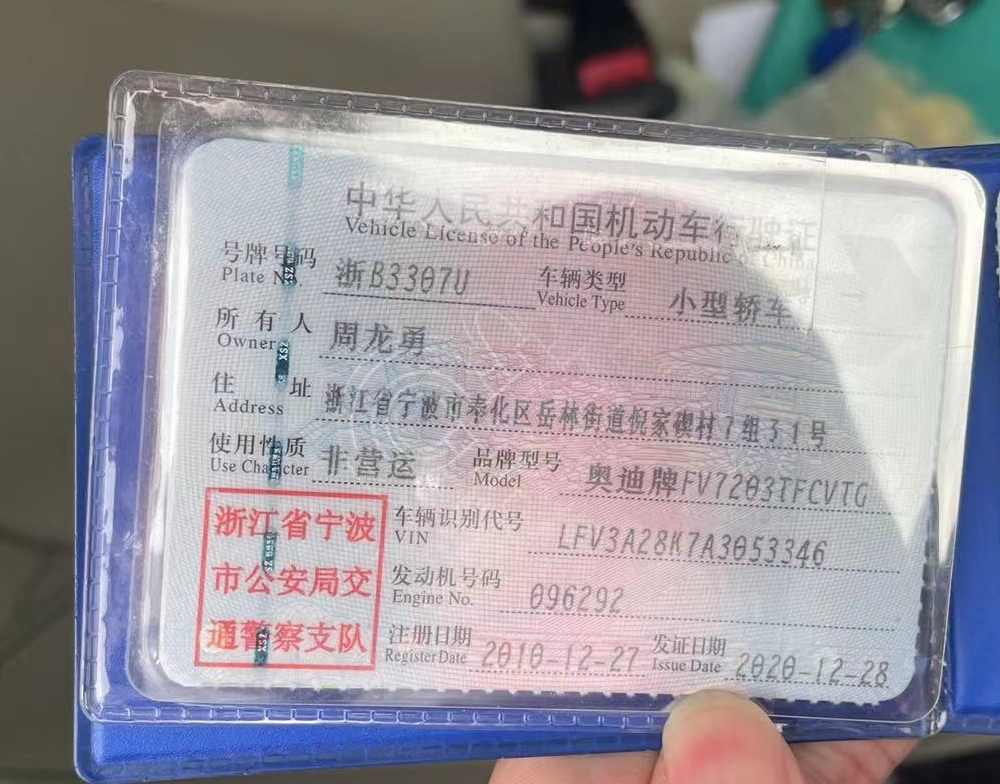 中华人民共和国机动车行驶证
Vehicle License of the People's Republic of China
号牌号码 浙B3307U 车辆类型 小型轿车
Plate No. Vehicle Type
所有人 周龙勇
Owner
住址 浙江省宁波市奉化区岳林街道倪家碶村7组31号
Address
使用性质 非营运 品牌型号 奥迪牌FV7203TFCVTG
Use Character Model
浙江省宁波
市公安局交
通警察支队
车辆识别代号 LFV3A28K7A3053346
VIN
发动机号码 096292
Engine No.
注册日期 2010-12-27 发证日期 2020-12-28
Register Date Issue Date
XSZ
XSZ
XSZ
XSZ